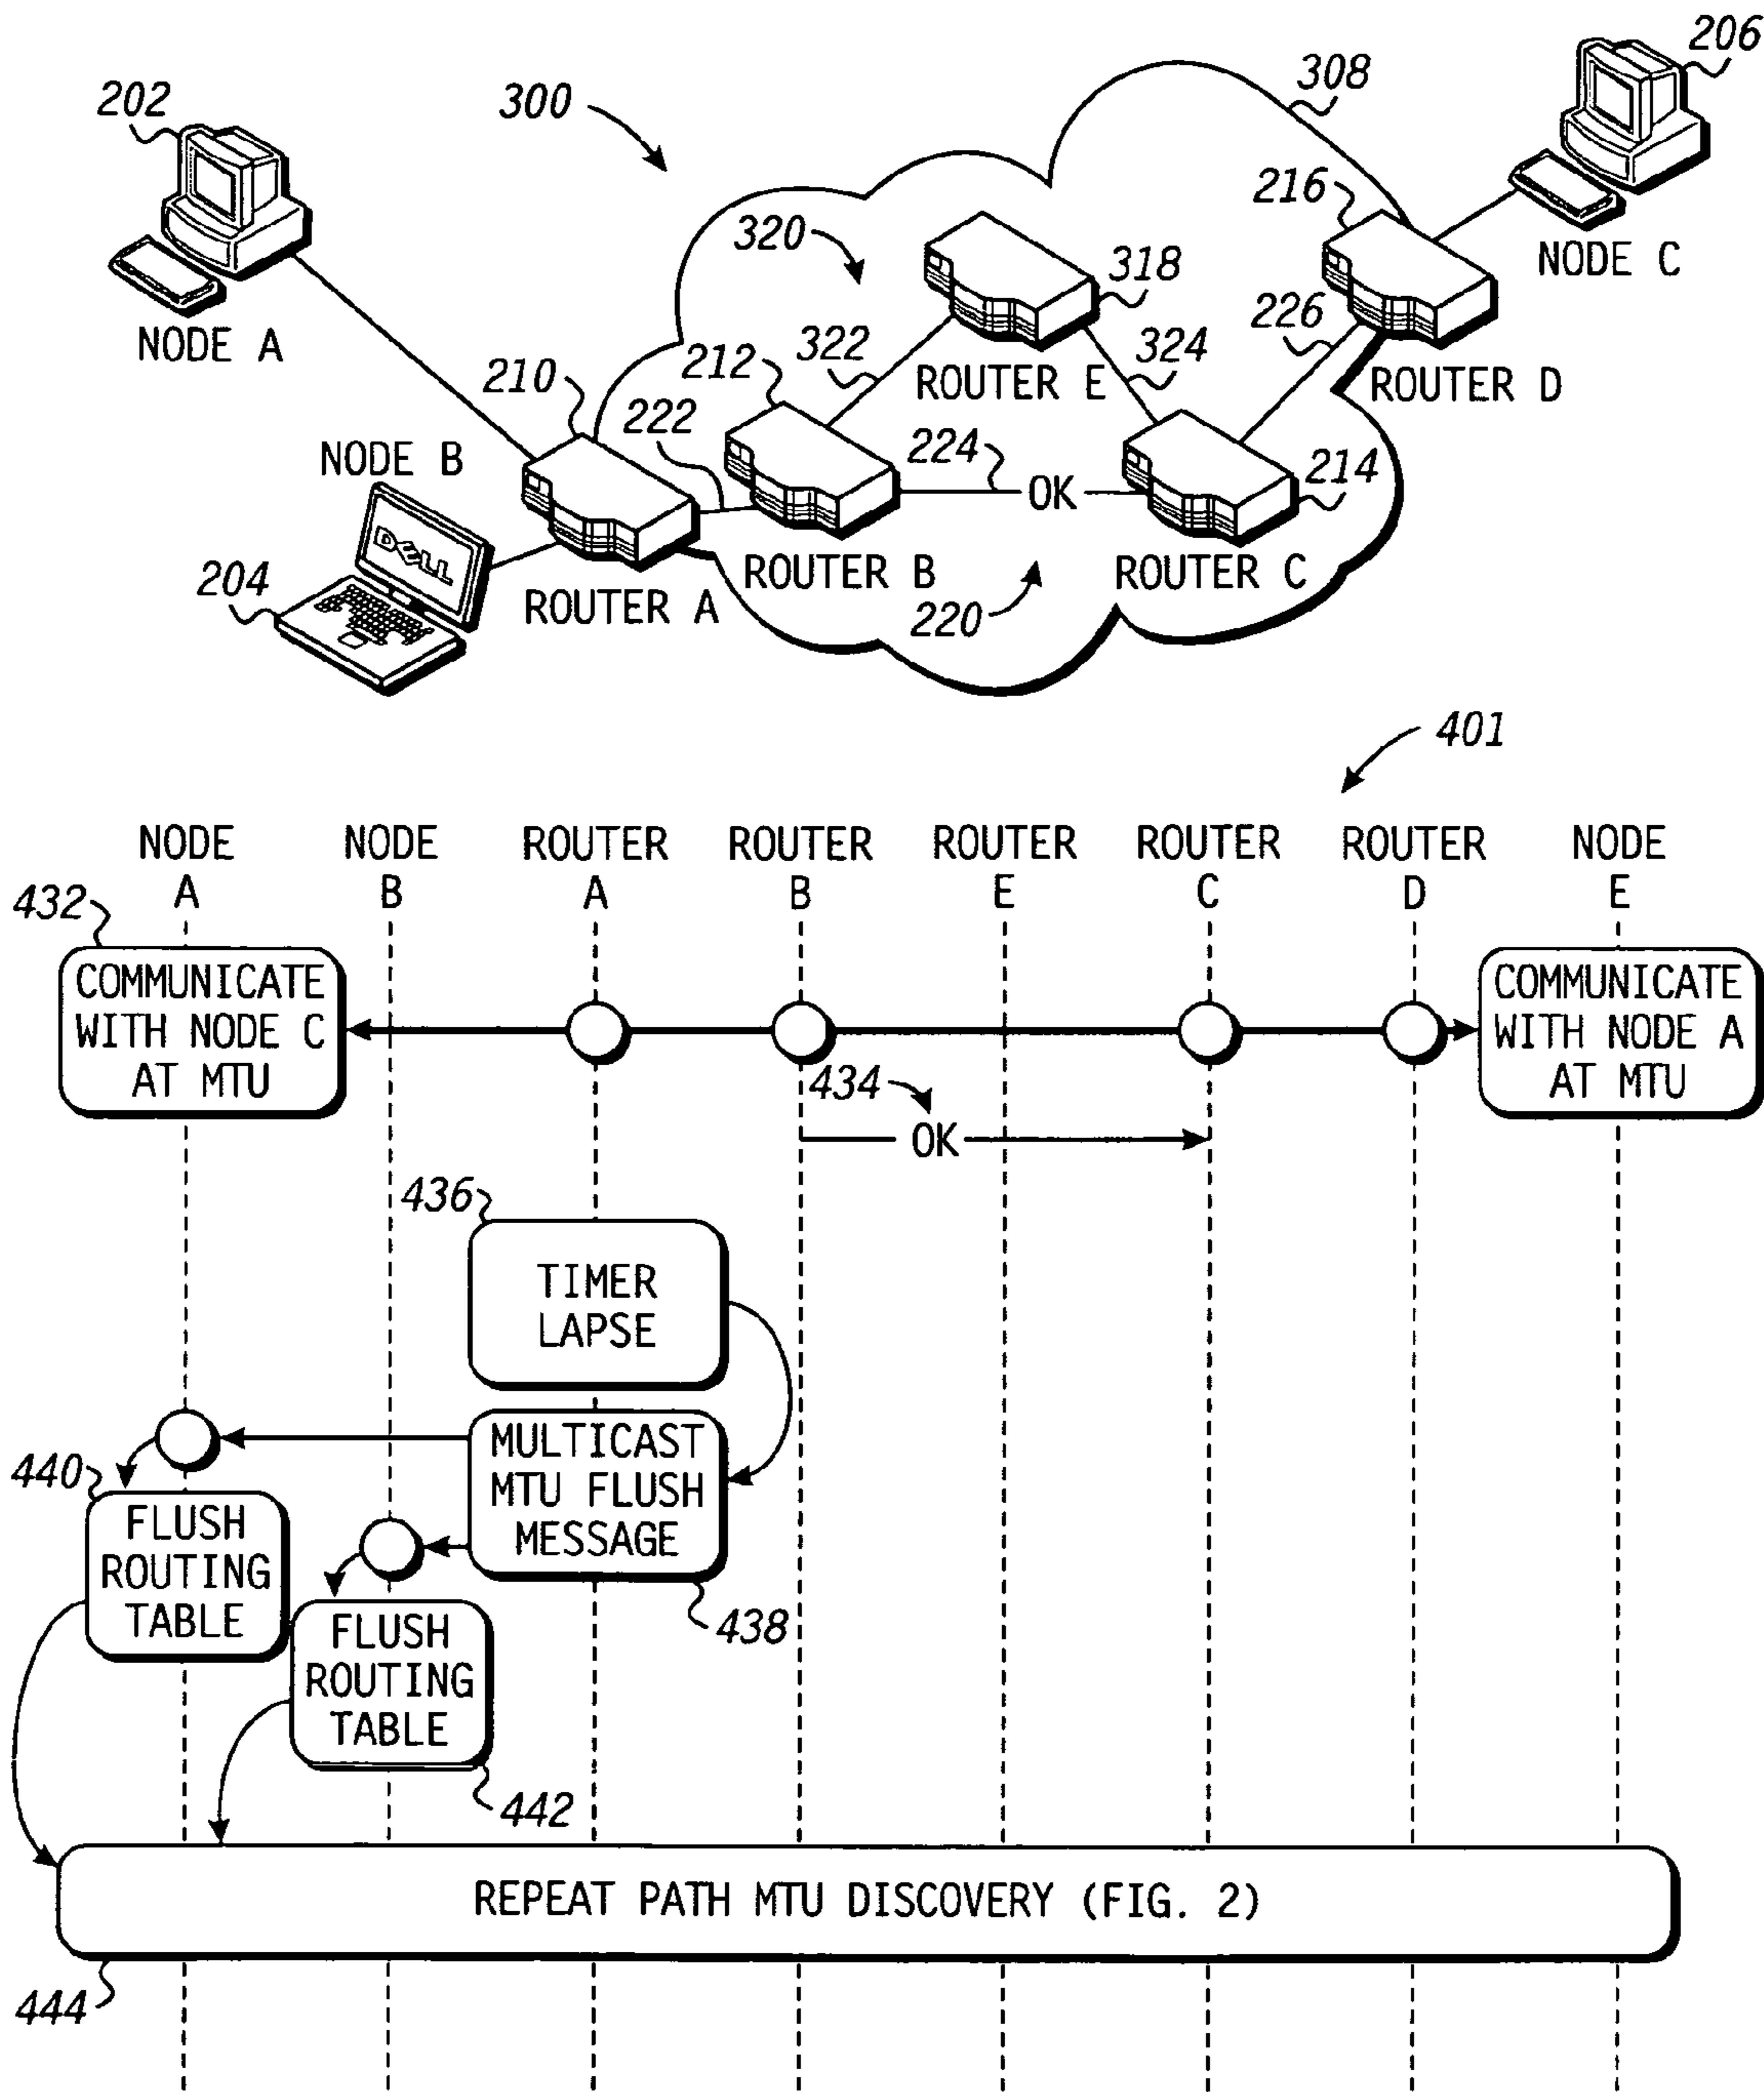 206
308
202
300
216
320
318
NODE C
226
NODE A
322
324
212
210
ROUTER E
ROUTER D
222
NODE B
224
OK
214
DELL
204
ROUTER B
ROUTER C
ROUTER A
220
401
NODE A
NODE B
ROUTER A
ROUTER B
ROUTER E
ROUTER C
ROUTER D
NODE E
432
COMMUNICATE
WITH NODE C
AT MTU
COMMUNICATE
WITH NODE A
AT MTU
434
OK
436
TIMER
LAPSE
MULTICAST
MTU FLUSH
MESSAGE
438
440
FLUSH
ROUTING
TABLE
FLUSH
ROUTING
TABLE
442
REPEAT PATH MTU DISCOVERY (FIG. 2)
444